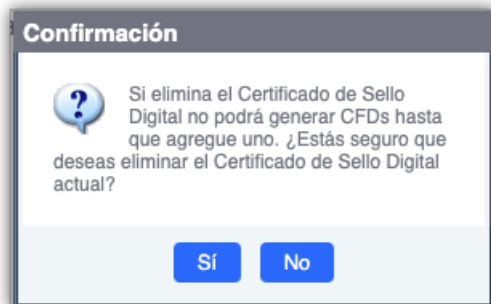 Confirmación
Si elimina el Certificado de Sello
Digital no podrá generar CFDs hasta
que agregue uno. ¿Estás seguro que
deseas eliminar el Certificado de Sello Digital
actual?
Sí
No